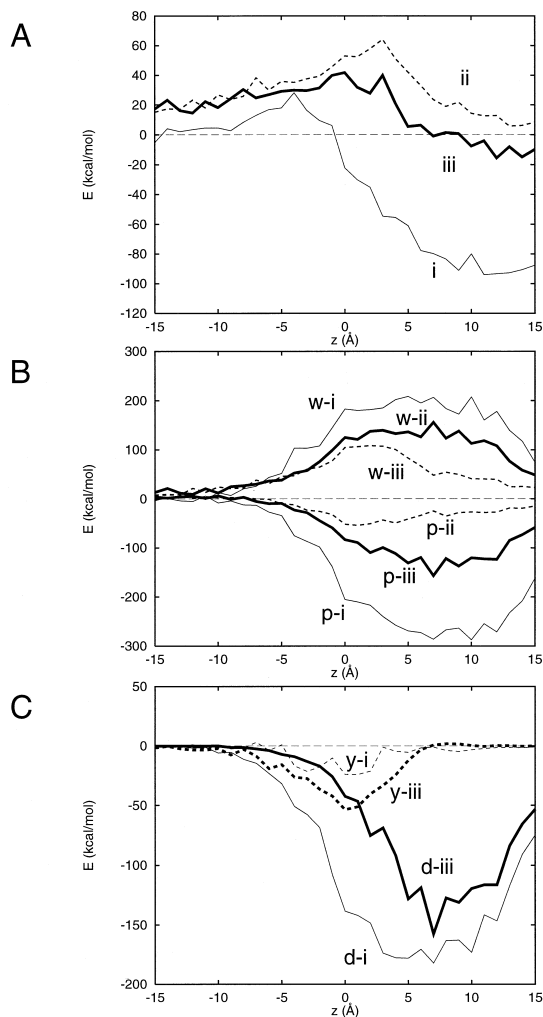 A
80
60
40
20
0
-20
-40
-60
-80
-100
-120
E (kcal/mol)
ii
iii
i
-15 -10 -5 0 5 10 15
z (Å)
B
300
200
100
0
-100
-200
-300
E (kcal/mol)
w-i
w-ii
w-iii
p-ii
p-iii
p-i
-15 -10 -5 0 5 10 15
z (Å)
C
50
0
-50
-100
-150
-200
E (kcal/mol)
y-i
y-iii
d-iii
d-i
-15 -10 -5 0 5 10 15
z (Å)